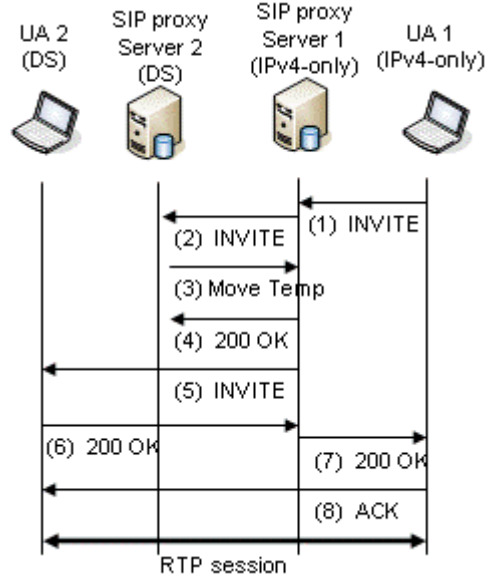 UA 2
(DS)
SIP proxy
Server 2
(DS)
SIP proxy
Server 1
(IPv4-only)
UA 1
(IPv4-only)
(1) INVITE
(2) INVITE
(3) Move Temp
(4) 200 OK
(5) INVITE
(6) 200 OK
(7) 200 OK
(8) ACK
RTP session